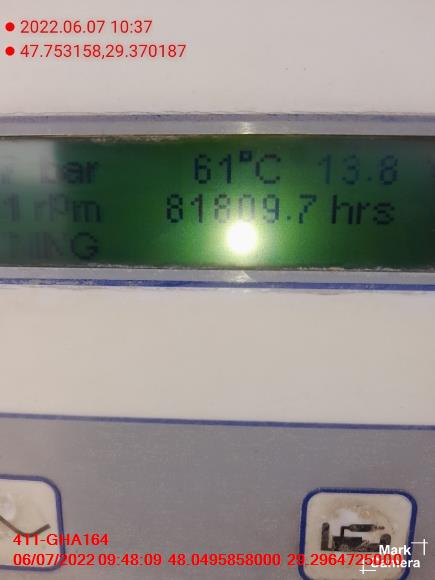 2022.06.07 10:37
47.753158,29.370187
bar 61°C 13.8
1 rpm 81809.7 hrs
NING
411-GHA164
06/07/2022 09:48:09 48.0495858000 29.2964725000
Mark
Camera